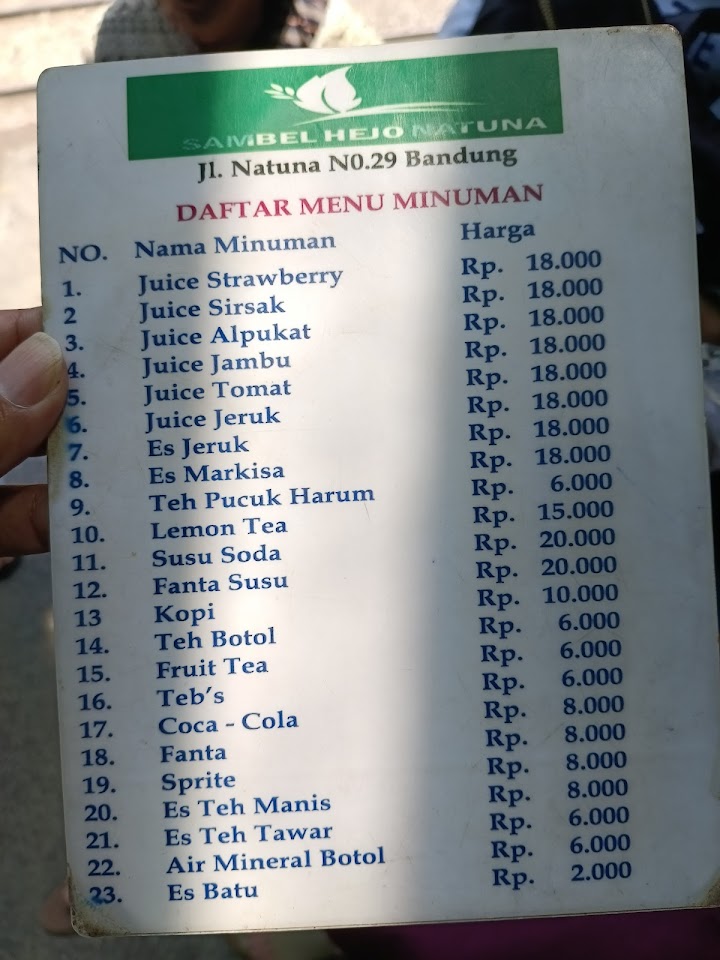 SAMBEL HEJO NATUNA
Jl. Natuna N0.29 Bandung
DAFTAR MENU MINUMAN
NO. Nama Minuman Harga
1. Juice Strawberry Rp. 18.000
2 Juice Sirsak Rp. 18.000
3. Juice Alpukat Rp. 18.000
4. Juice Jambu Rp. 18.000
5. Juice Tomat Rp. 18.000
6. Juice Jeruk Rp. 18.000
7. Es Jeruk Rp. 18.000
8. Es Markisa Rp. 18.000
9. Teh Pucuk Harum Rp. 6.000
10. Lemon Tea Rp. 15.000
11. Susu Soda Rp. 20.000
12. Fanta Susu Rp. 20.000
13 Kopi Rp. 10.000
14. Teh Botol Rp. 6.000
15. Fruit Tea Rp. 6.000
16. Teb's Rp. 6.000
17. Coca - Cola Rp. 8.000
18. Fanta Rp. 8.000
19. Sprite Rp. 8.000
20. Es Teh Manis Rp. 8.000
21. Es Teh Tawar Rp. 6.000
22. Air Mineral Botol Rp. 6.000
23. Es Batu Rp. 2.000